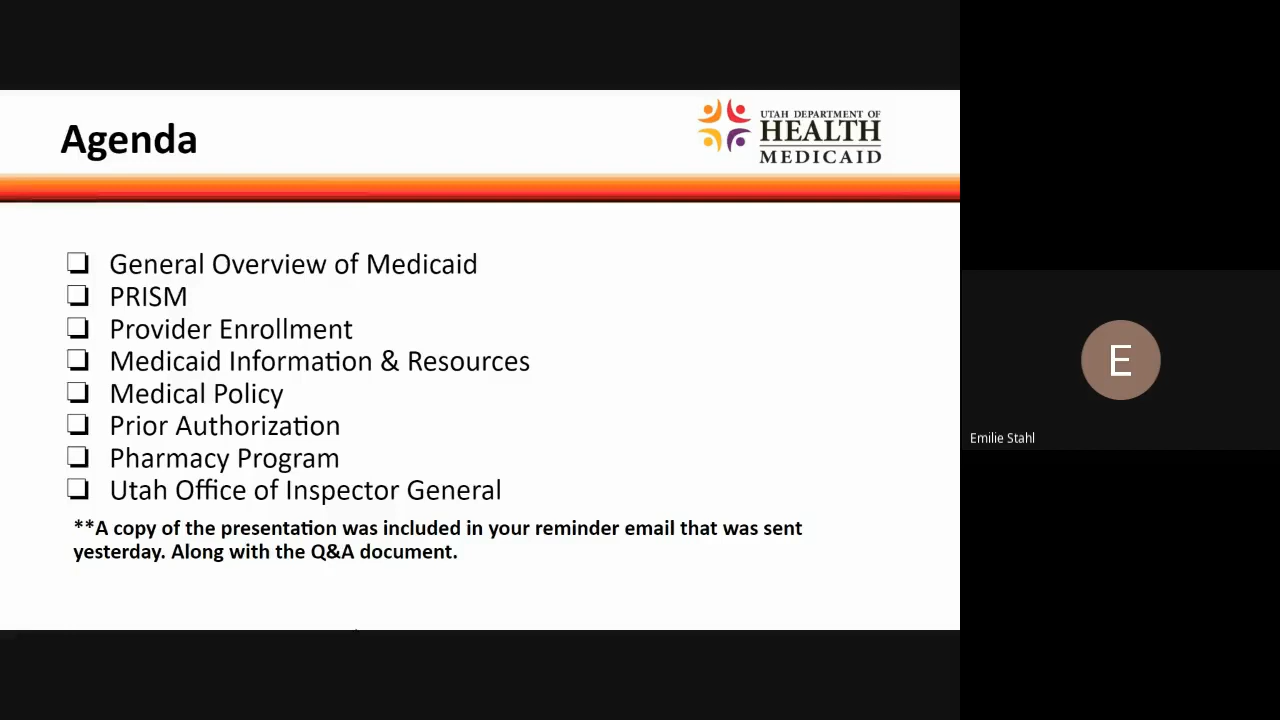 Agenda
UTAH DEPARTMENT OF
HEALTH
MEDICAID
❏ General Overview of Medicaid
❏ PRISM
❏ Provider Enrollment
❏ Medicaid Information & Resources
❏ Medical Policy
❏ Prior Authorization
❏ Pharmacy Program
❏ Utah Office of Inspector General
**A copy of the presentation was included in your reminder email that was sent
yesterday. Along with the Q&A document.
E
Emilie Stahl